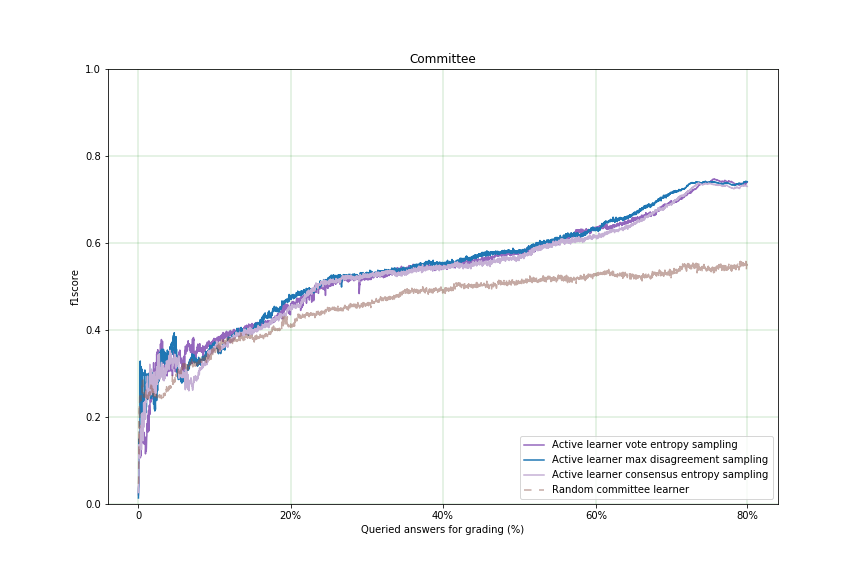 Committee
1.0
0.8
0.6
0.4
0.2
0.0
f1score
0
20%
40%
60%
80%
Queried answers for grading (%)
Active learner vote entropy sampling
Active learner max disagreement sampling
Active learner consensus entropy sampling
Random committee learner